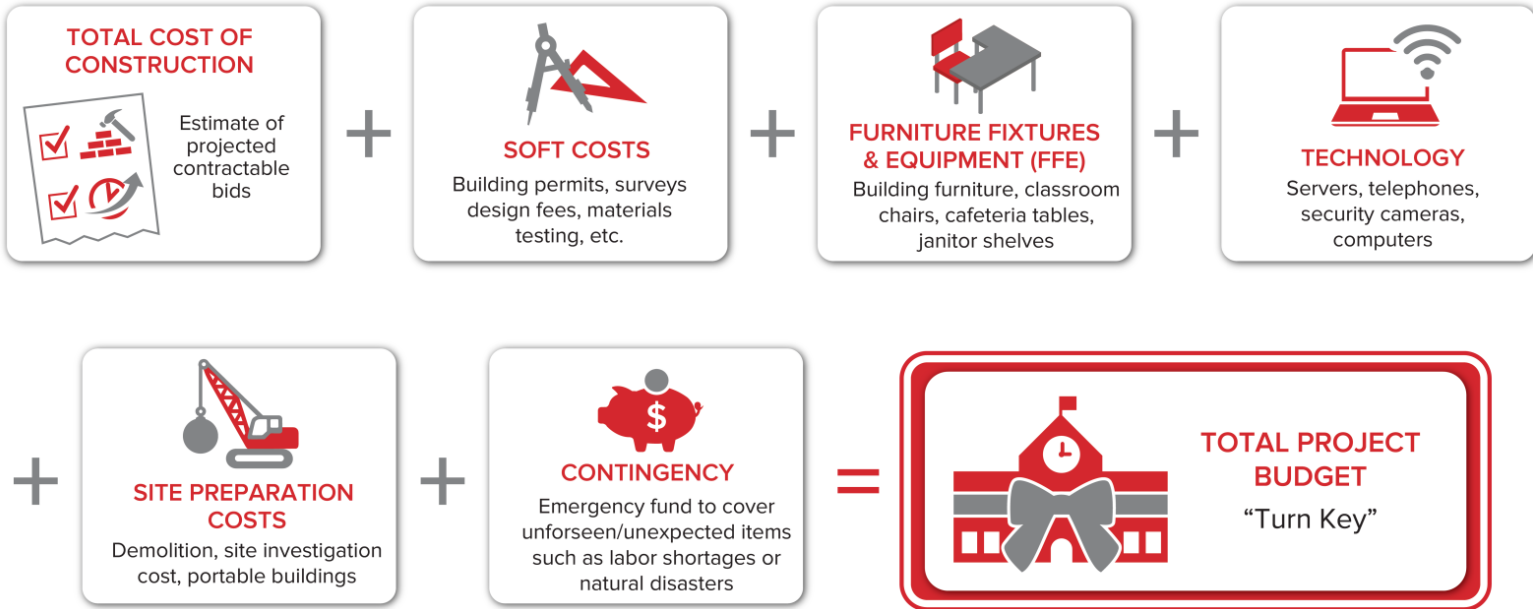 TOTAL COST OF
CONSTRUCTION
Estimate of
projected
contractable
bids
+
SOFT COSTS
Building permits, surveys
design fees, materials
testing, etc.
+
FURNITURE FIXTURES
& EQUIPMENT (FFE)
Building furniture, classroom
chairs, cafeteria tables,
janitor shelves
+
TECHNOLOGY
Servers, telephones,
security cameras,
computers
+
SITE PREPARATION
COSTS
Demolition, site investigation
cost, portable buildings
+
$
CONTINGENCY
Emergency fund to cover
unforseen/unexpected items
such as labor shortages or
natural disasters
=
TOTAL PROJECT
BUDGET
“Turn Key”